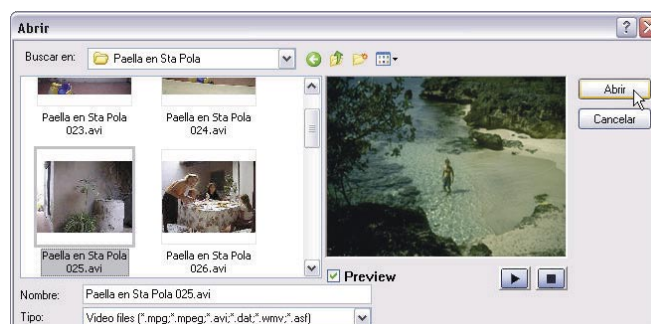 Abrir
Buscar en:
Paella en Sta Pola
Paella en Sta Pola
023.avi
Paella en Sta Pola
024.avi
Paella en Sta Pola
025.avi
Paella en Sta Pola
026.avi
Abrir
Cancelar
Preview
Nombre:
Paella en Sta Pola 025.avi
Tipo:
Video files (*.mpg;*.mpeg;*.avi;*.dat;*.wmv;*.asf)